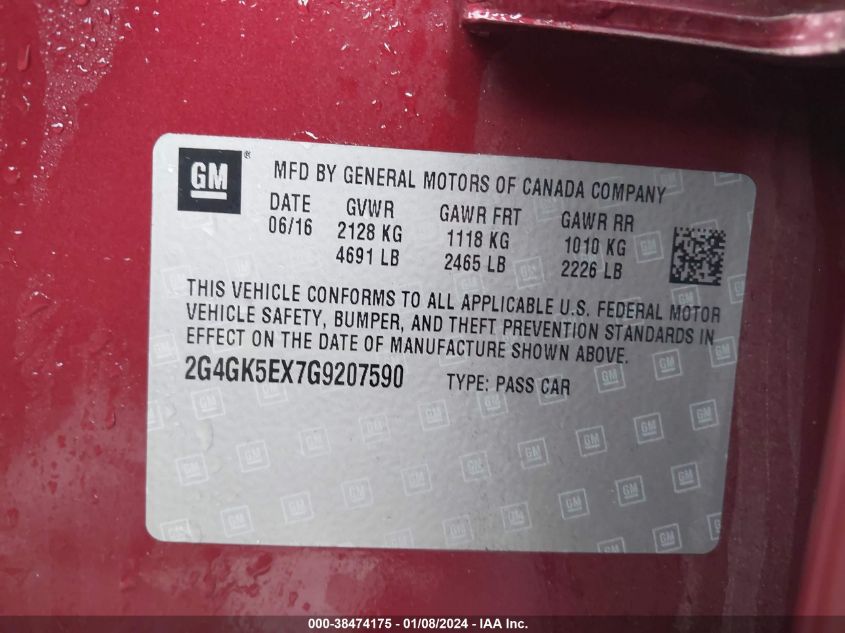 GM®
MFD BY GENERAL MOTORS OF CANADA COMPANY
DATE GVWR GAWR FRT GAWR RR
06/16 2128 KG 1118 KG 1010 KG
4691 LB 2465 LB 2226 LB
THIS VEHICLE CONFORMS TO ALL APPLICABLE U.S. FEDERAL MOTOR
VEHICLE SAFETY, BUMPER, AND THEFT PREVENTION STANDARDS IN
EFFECT ON THE DATE OF MANUFACTURE SHOWN ABOVE.
2G4GK5EX7G9207590 TYPE: PASS CAR
000-38474175 - 01/08/2024 - IAA Inc.